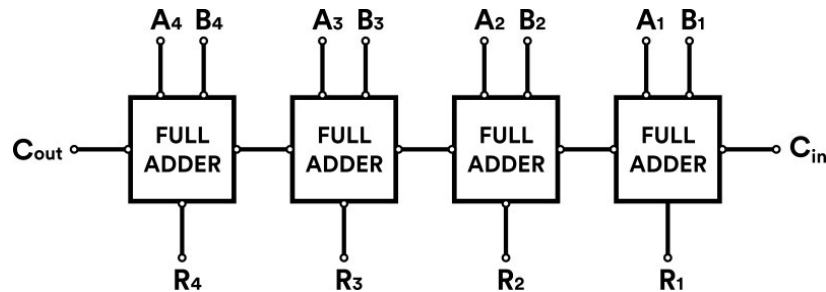 A4 B4 A3 B3 A2 B2 A1 B1
Cout FULL ADDER FULL ADDER FULL ADDER FULL ADDER Cin
R4 R3 R2 R1